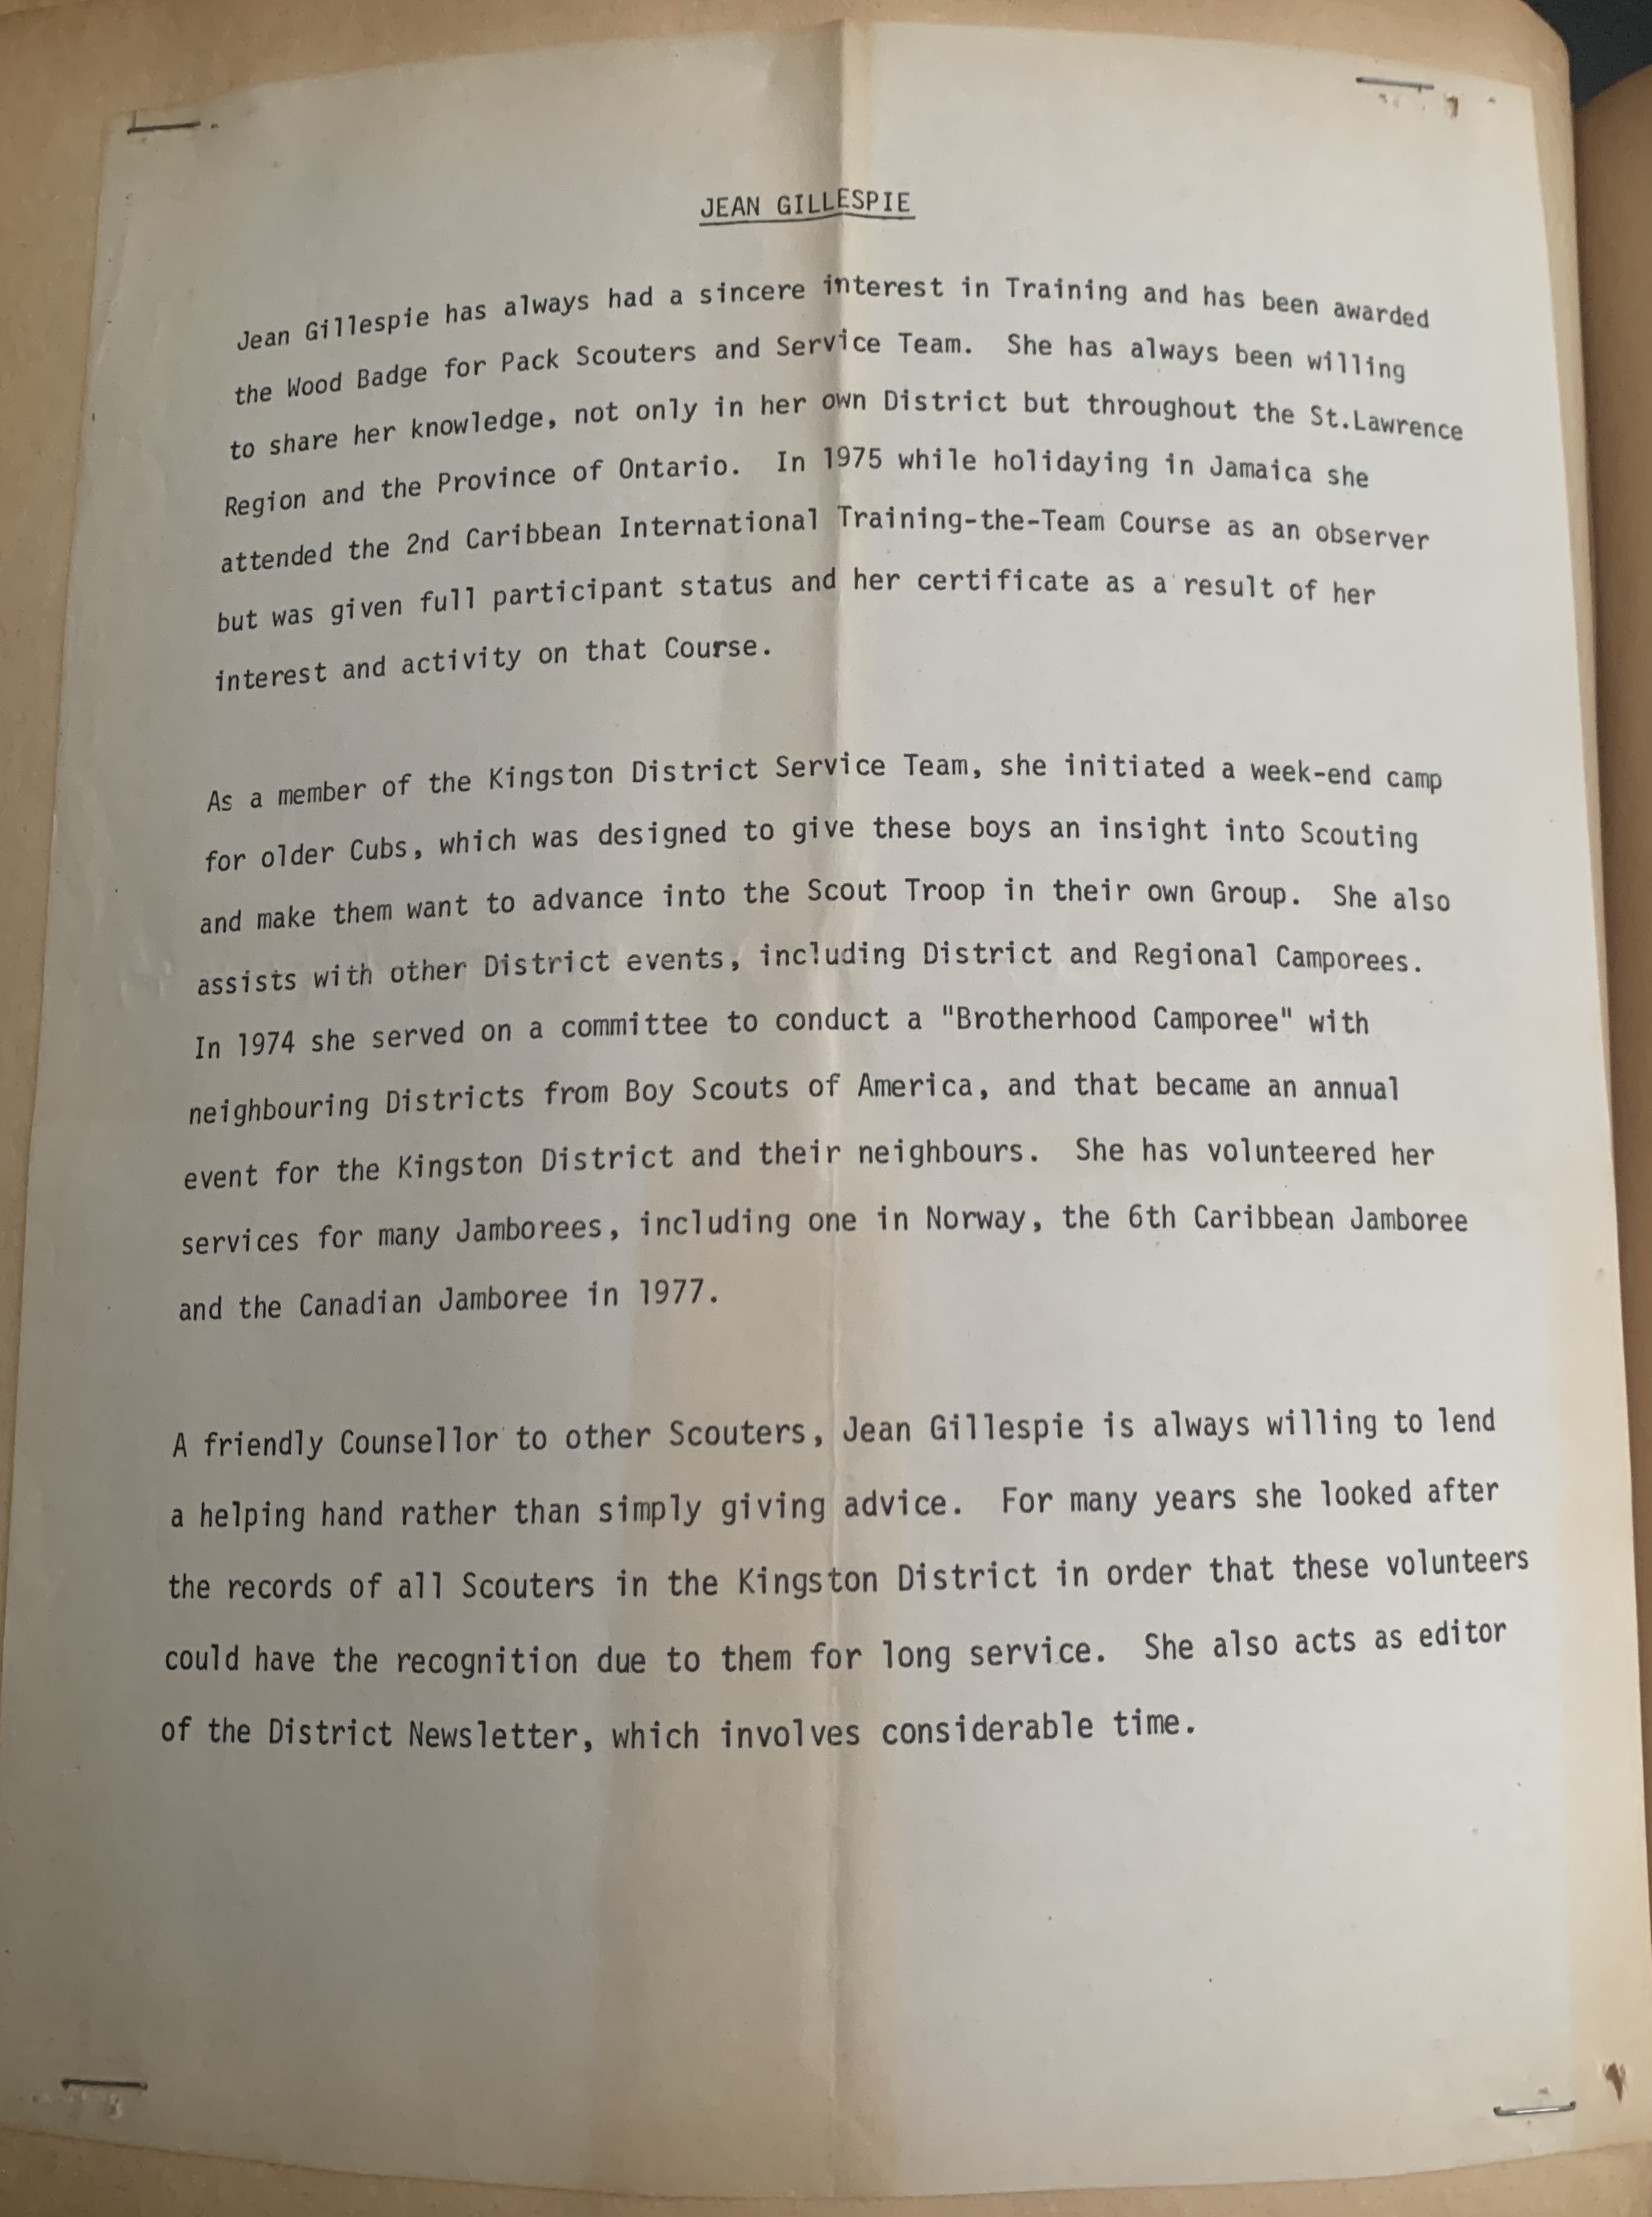 JEAN GILLESPIE
Jean Gillespie has always had a sincere interest in Training and has been awarded
the Wood Badge for Pack Scouters and Service Team.  She has always been willing
to share her knowledge, not only in her own District but throughout the St.Lawrence
Region and the Province of Ontario.  In 1975 while holidaying in Jamaica she
attended the 2nd Caribbean International Training-the-Team Course as an observer
but was given full participant status and her certificate as a result of her
interest and activity on that Course.
As a member of the Kingston District Service Team, she initiated a week-end camp
for older Cubs, which was designed to give these boys an insight into Scouting
and make them want to advance into the Scout Troop in their own Group.  She also
assists with other District events, including District and Regional Camporees.
In 1974 she served on a committee to conduct a "Brotherhood Camporee" with
neighbouring Districts from Boy Scouts of America, and that became an annual
event for the Kingston District and their neighbours.  She has volunteered her
services for many Jamborees, including one in Norway, the 6th Caribbean Jamboree
and the Canadian Jamboree in 1977.
A friendly Counsellor to other Scouters, Jean Gillespie is always willing to lend
a helping hand rather than simply giving advice.  For many years she looked after
the records of all Scouters in the Kingston District in order that these volunteers
could have the recognition due to them for long service.  She also acts as editor
of the District Newsletter, which involves considerable time.